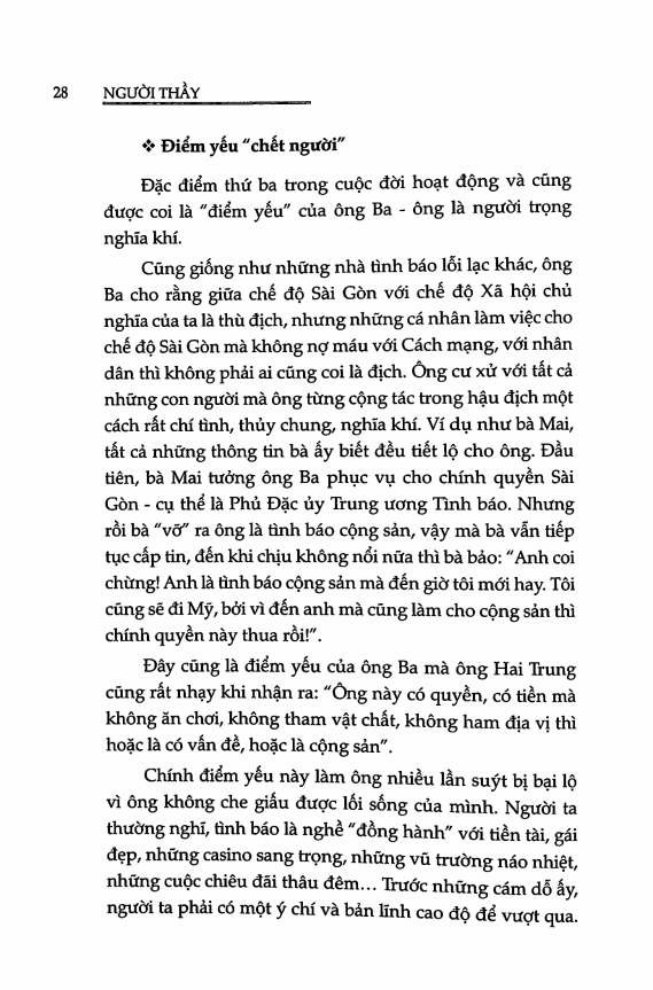 28 NGƯỜI THẦY
❖ Điểm yếu "chết người"
Đặc điểm thứ ba trong cuộc đời hoạt động và cũng
được coi là "điểm yếu" của ông Ba - ông là người trọng
nghĩa khí.
Cũng giống như những nhà tình báo lỗi lạc khác, ông
Ba cho rằng giữa chế độ Sài Gòn với chế độ Xã hội chủ
nghĩa của ta là thù địch, nhưng những cá nhân làm việc cho
chế độ Sài Gòn mà không nợ máu với Cách mạng, với nhân
dân thì không phải ai cũng coi là địch. Ông cư xử với tất cả
những con người mà ông từng cộng tác trong hậu địch một
cách rất chí tình, thủy chung, nghĩa khí. Ví dụ như bà Mai,
tất cả những thông tin bà ấy biết đều tiết lộ cho ông. Đầu
tiên, bà Mai tưởng ông Ba phục vụ cho chính quyền Sài
Gòn - cụ thể là Phủ Đặc ủy Trung ương Tình báo. Nhưng
rồi bà "vỡ" ra ông là tình báo cộng sản, vậy mà bà vẫn tiếp
tục cấp tin, đến khi chịu không nổi nữa thì bà bảo: "Anh coi
chừng! Anh là tình báo cộng sản mà đến giờ tôi mới hay. Tôi
cũng sẽ đi Mỹ, bởi vì đến anh mà cũng làm cho cộng sản thì
chính quyền này thua rồi!".
Đây cũng là điểm yếu của ông Ba mà ông Hai Trung
cũng rất nhạy khi nhận ra: "Ông này có quyền, có tiền mà
không ăn chơi, không tham vật chất, không ham địa vị thì
hoặc là có vấn đề, hoặc là cộng sản".
Chính điểm yếu này làm ông nhiều lần suýt bị bại lộ
vì ông không che giấu được lối sống của mình. Người ta
thường nghĩ, tình báo là nghề "đồng hành" với tiền tài, gái
đẹp, những casino sang trọng, những vũ trường náo nhiệt,
những cuộc chiêu đãi thâu đêm... Trước những cám dỗ ấy,
người ta phải có một ý chí và bản lĩnh cao độ để vượt qua.